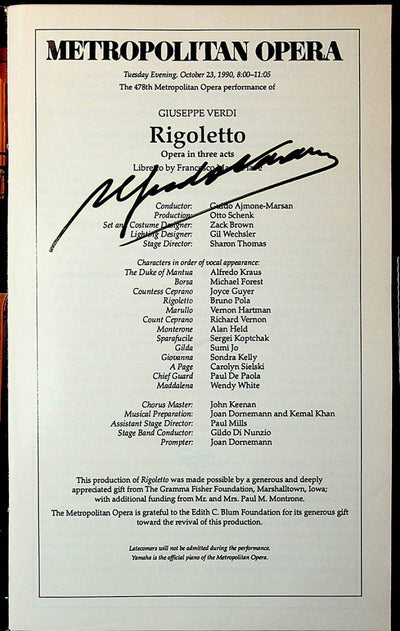 METROPOLITAN OPERA
Tuesday Evening, October 23, 1990, 8:00–11:05
The 478th Metropolitan Opera performance of
GIUSEPPE VERDI
Rigoletto
Opera in three acts
Libretto by Francesco Maria Piave
Alfredo Kraus
Conductor: Guido Ajmone-Marsan
Production: Otto Schenk
Set and Costume Designer: Zack Brown
Lighting Designer: Gil Wechsler
Stage Director: Sharon Thomas
Characters in order of vocal appearance:
The Duke of Mantua Alfredo Kraus
Borsa Michael Forest
Countess Ceprano Joyce Guyer
Rigoletto Bruno Pola
Marullo Vernon Hartman
Count Ceprano Richard Vernon
Monterone Alan Held
Sparafucile Sergei Koptchak
Gilda Sumi Jo
Giovanna Sondra Kelly
A Page Carolyn Sielski
Chief Guard Paul De Paola
Maddalena Wendy White
Chorus Master: John Keenan
Musical Preparation: Joan Dornemann and Kemal Khan
Assistant Stage Director: Paul Mills
Stage Band Conductor: Gildo Di Nunzio
Prompter: Joan Dornemann
This production of Rigoletto was made possible by a generous and deeply
appreciated gift from The Gramma Fisher Foundation, Marshalltown, Iowa;
with additional funding from Mr. and Mrs. Paul M. Montrone.
The Metropolitan Opera is grateful to the Edith C. Blum Foundation for its generous gift
toward the revival of this production.
Latecomers will not be admitted during the performance.
Yamaha is the official piano of the Metropolitan Opera.